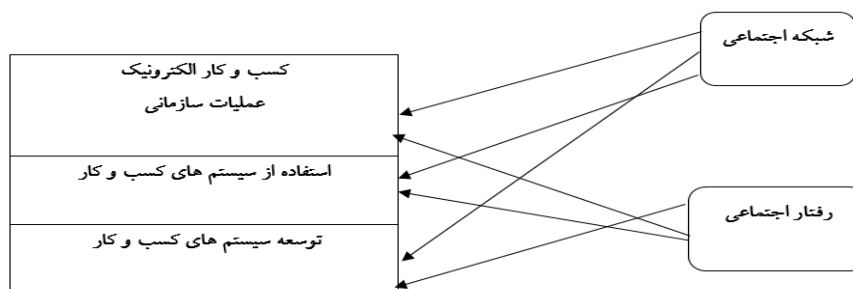 شبکه اجتماعی
کسب و کار الکترونیک
عملیات سازمانی
استفاده از سیستم های کسب و کار
رفتار اجتماعی
توسعه سیستم های کسب و کار